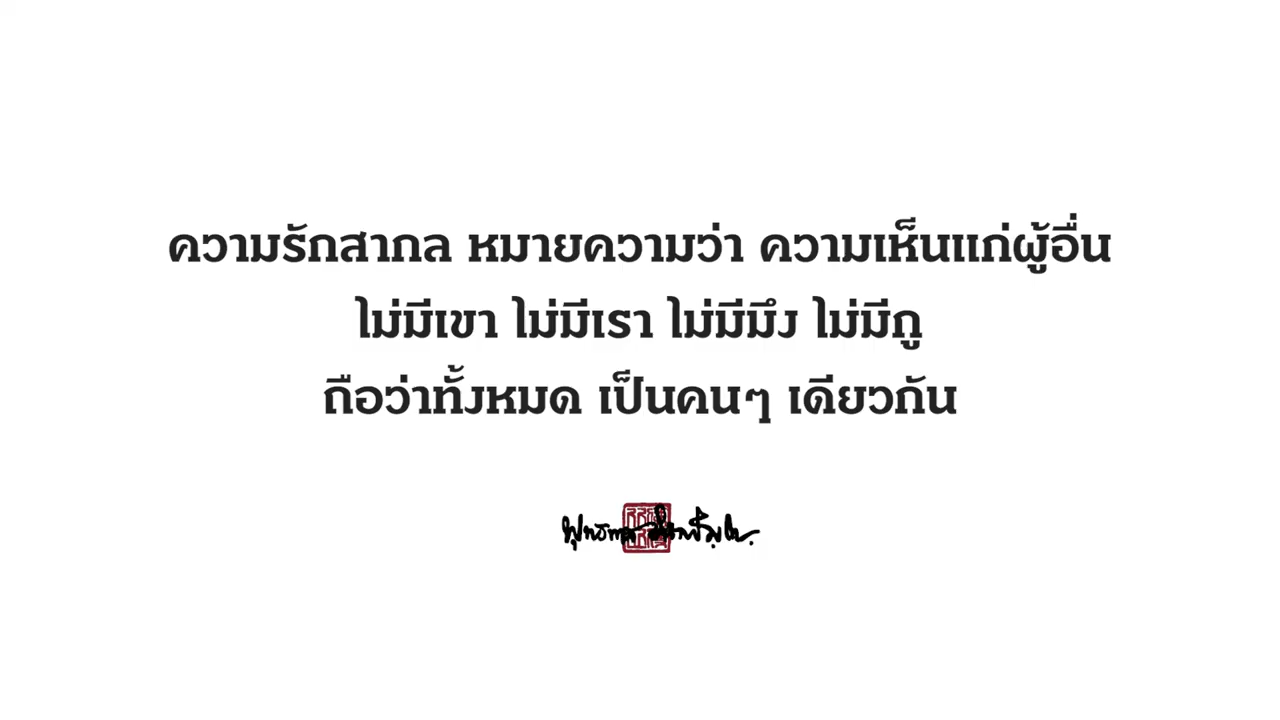 ความรักสากล หมายความว่า ความเห็นแก่ผู้อื่น
ไม่มีเขา ไม่มีเรา ไม่มีมึง ไม่มีกู
ถือว่าทั้งหมด เป็นคนๆ เดียวกัน